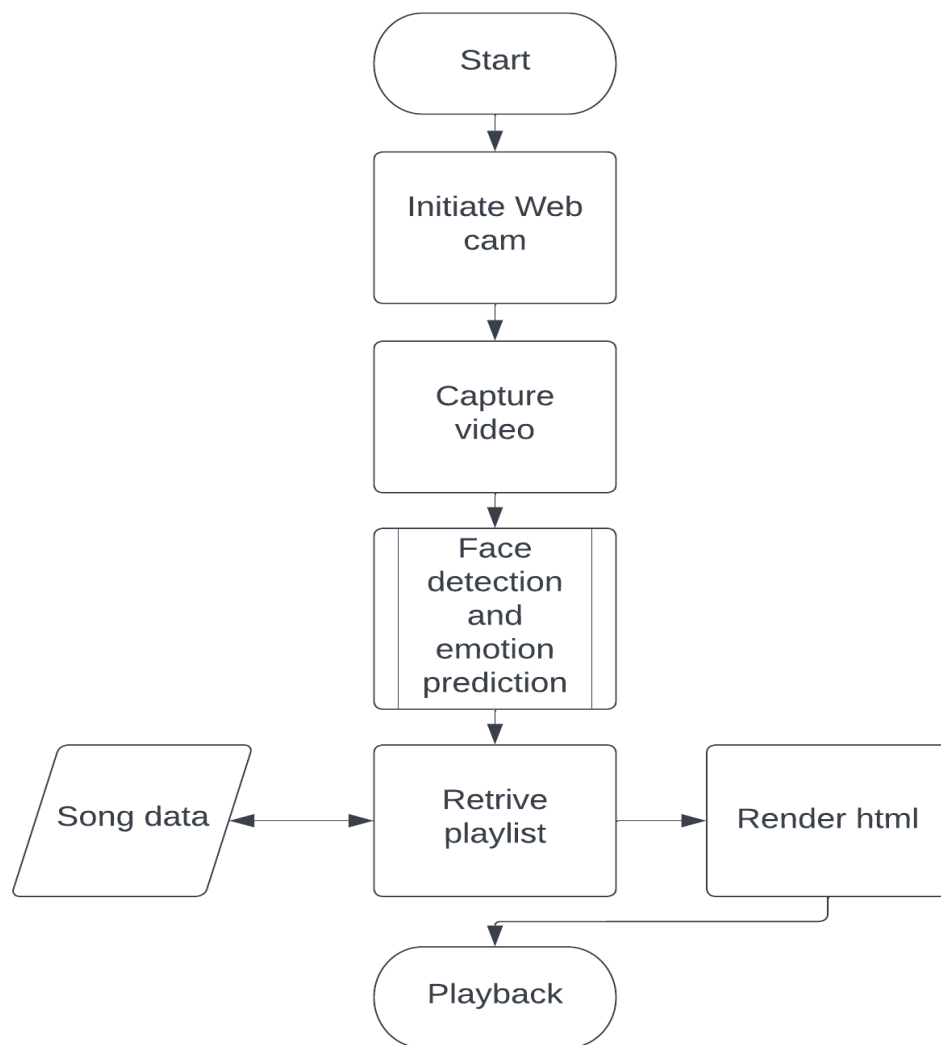 Start
Initiate Web
cam
Capture
video
Face
detection
and
emotion
prediction
Song data
Retrive
playlist
Render html
Playback